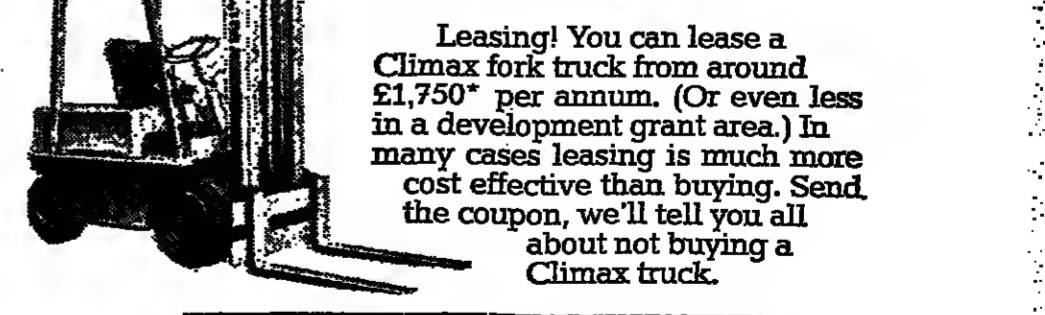 Leasing! You can lease a
Climax fork truck from around
£1,750* per annum. (Or even less
in a development grant area.) In
many cases leasing is much more
cost effective than buying. Send
the coupon, we'll tell you all
about not buying a
Climax truck.